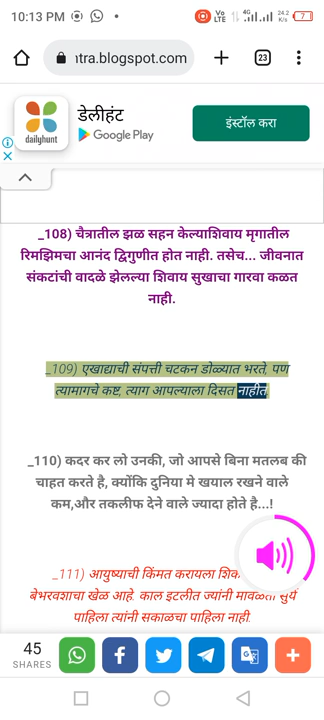 10:13 PM
Vo LTE
4G
24.2 K/s
7
ntra.blogspot.com
23
डेलीहंट
Google Play
dailyhunt
इंस्टॉल करा
_108) चैत्रातील झळ सहन केल्याशिवाय मृगातील
रिमझिमचा आनंद द्विगुणीत होत नाही. तसेच... जीवनात
संकटांची वादळे झेलल्या शिवाय सुखाचा गारवा कळत
नाही.
_109) एखाद्याची संपत्ती चटकन डोळ्यात भरते, पण
त्यामागचे कष्ट, त्याग आपल्याला दिसत नाहीत.
_110) कदर कर लो उनकी, जो आपसे बिना मतलब की
चाहत करते है, क्योंकि दुनिया मे खयाल रखने वाले
कम,और तकलीफ देने वाले ज्यादा होते है...!
_111) आयुष्याची किंमत करायला शिका
बेभरवशाचा खेळ आहे. काल इटलीत ज्यांनी मावळता सुर्य
पाहिला त्यांनी सकाळचा पाहिला नाही.
45
SHARES